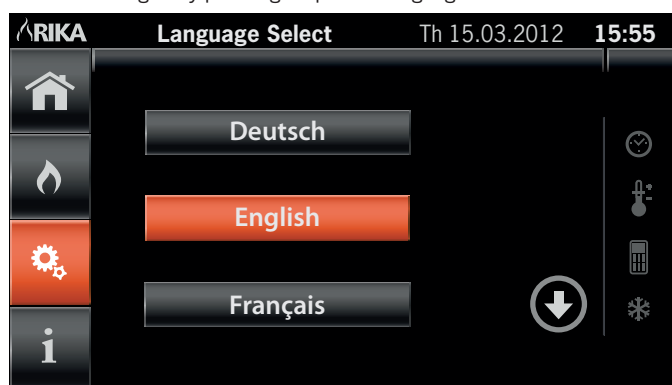 RIKA Language Select Th 15.03.2012 15:55
Deutsch
English
Français
i